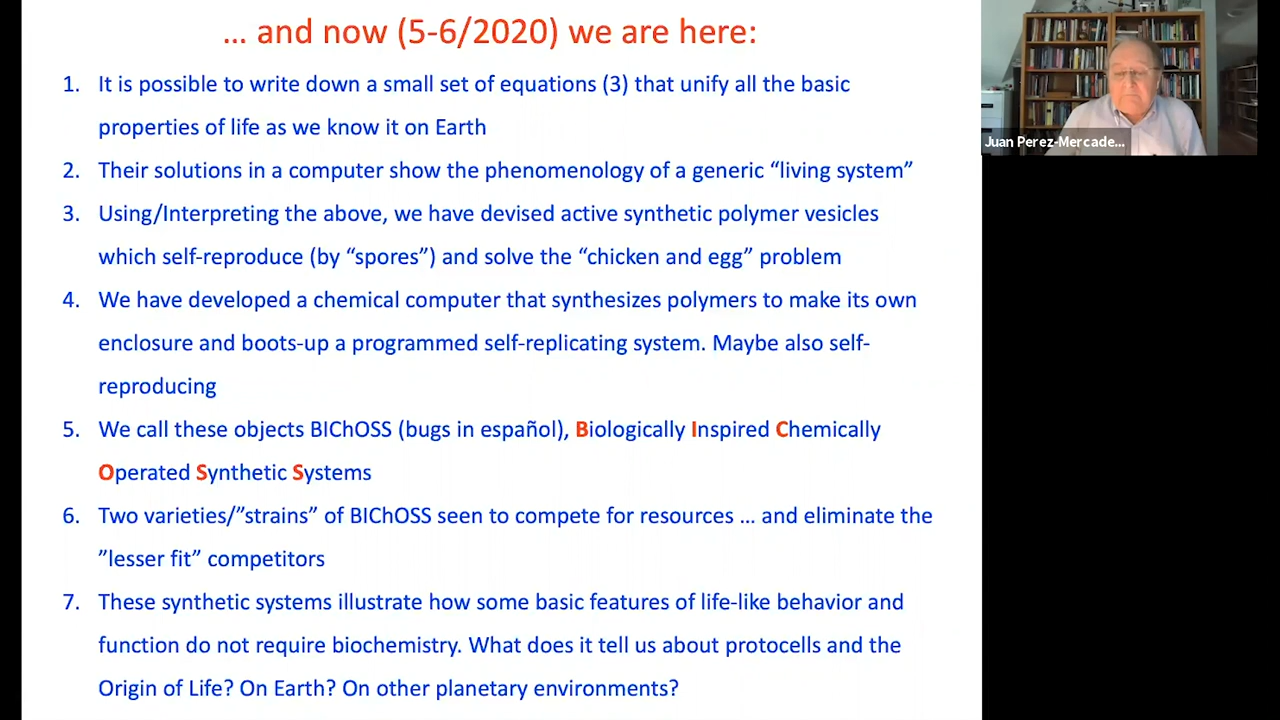 ... and now (5-6/2020) we are here:
1. It is possible to write down a small set of equations (3) that unify all the basic
properties of life as we know it on Earth
2. Their solutions in a computer show the phenomenology of a generic “living system”
3. Using/Interpreting the above, we have devised active synthetic polymer vesicles
which self-reproduce (by “spores”) and solve the “chicken and egg” problem
4. We have developed a chemical computer that synthesizes polymers to make its own
enclosure and boots-up a programmed self-replicating system. Maybe also self-
reproducing
5. We call these objects BIChOSS (bugs in español), Biologically Inspired Chemically
Operated Synthetic Systems
6. Two varieties/”strains” of BIChOSS seen to compete for resources ... and eliminate the
”lesser fit” competitors
7. These synthetic systems illustrate how some basic features of life-like behavior and
function do not require biochemistry. What does it tell us about protocells and the
Origin of Life? On Earth? On other planetary environments?
Juan Perez-Mercade...